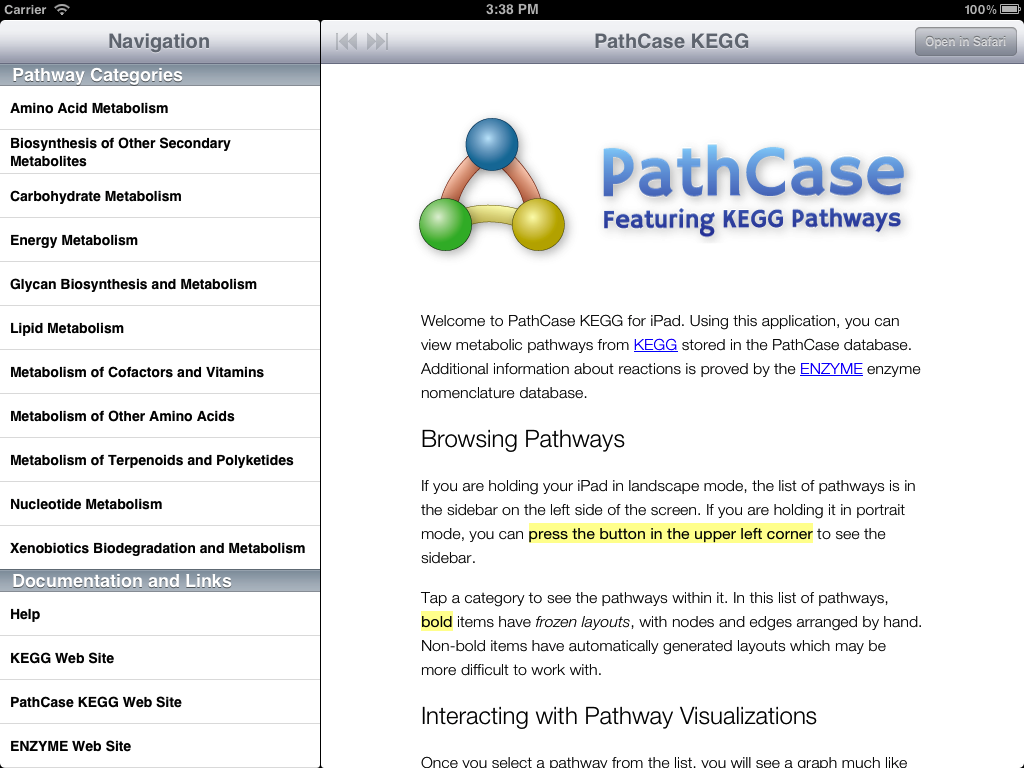 Carrier
3:38 PM
100%
Navigation
PathCase KEGG
Open in Safari
Pathway Categories
Amino Acid Metabolism
Biosynthesis of Other Secondary
Metabolites
Carbohydrate Metabolism
Energy Metabolism
Glycan Biosynthesis and Metabolism
Lipid Metabolism
Metabolism of Cofactors and Vitamins
Metabolism of Other Amino Acids
Metabolism of Terpenoids and Polyketides
Nucleotide Metabolism
Xenobiotics Biodegradation and Metabolism
Documentation and Links
Help
KEGG Web Site
PathCase KEGG Web Site
ENZYME Web Site
PathCase
Featuring KEGG Pathways
Welcome to PathCase KEGG for iPad. Using this application, you can
view metabolic pathways from KEGG stored in the PathCase database.
Additional information about reactions is proved by the ENZYME enzyme
nomenclature database.
Browsing Pathways
If you are holding your iPad in landscape mode, the list of pathways is in
the sidebar on the left side of the screen. If you are holding it in portrait
mode, you can press the button in the upper left corner to see the
sidebar.
Tap a category to see the pathways within it. In this list of pathways,
bold items have frozen layouts, with nodes and edges arranged by hand.
Non-bold items have automatically generated layouts which may be
more difficult to work with.
Interacting with Pathway Visualizations
Once you select a pathway from the list, you will see a graph much like